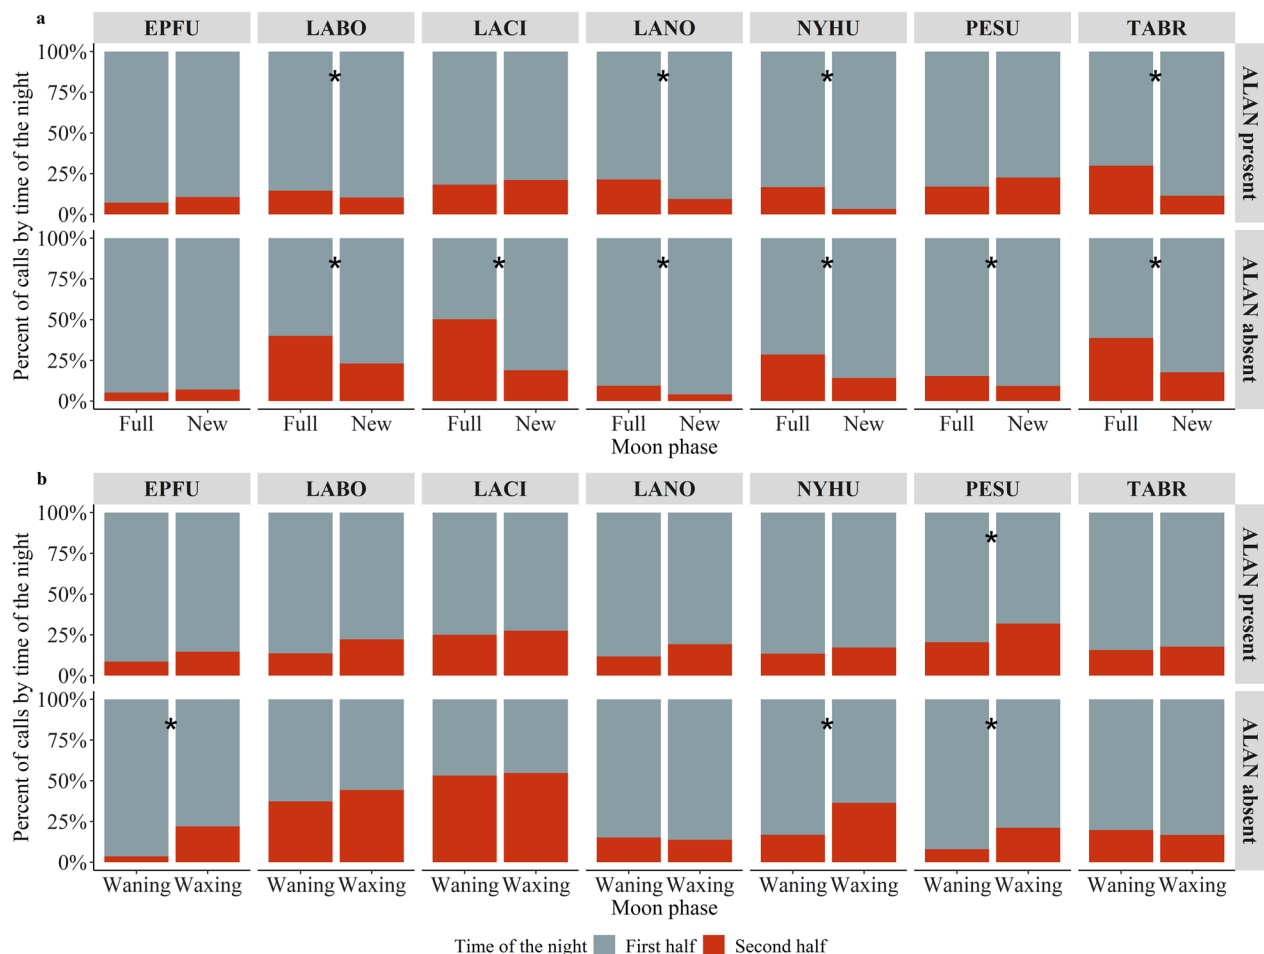 a
EPFU LABO LACI LANO NYHU PESU TABR
Percent of calls by time of the night
100%
75%
50%
25%
0%
* * * *
ALAN present
100%
75%
50%
25%
0%
* * * * * *
ALAN absent
Full New Full New Full New Full New Full New Full New Full New
Moon phase
b
EPFU LABO LACI LANO NYHU PESU TABR
Percent of calls by time of the night
100%
75%
50%
25%
0%
*
ALAN present
100%
75%
50%
25%
0%
* * *
ALAN absent
Waning Waxing Waning Waxing Waning Waxing Waning Waxing Waning Waxing Waning Waxing Waning Waxing
Moon phase
Time of the night First half Second half